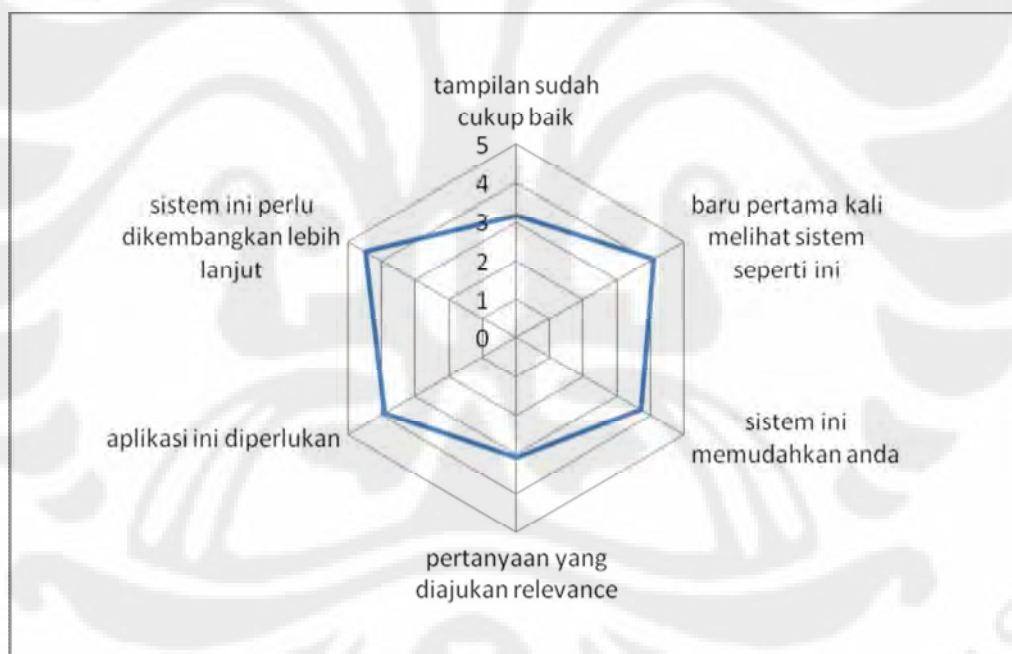 tampilan sudah
cukup baik
5
4
3
2
1
0
baru pertama kali
melihat sistem
seperti ini
sistem ini
memudahkan anda
pertanyaan yang
diajukan relevance
aplikasi ini diperlukan
sistem ini perlu
dikembangkan lebih
lanjut